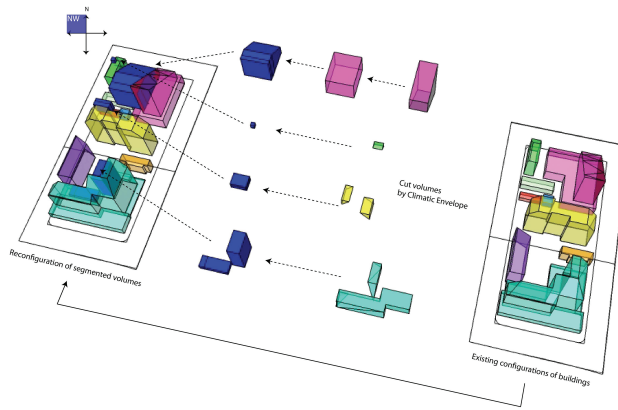 N
NW
Cut volumes
by Climatic Envelope
Reconfiguration of segmented volumes
Existing configurations of buildings